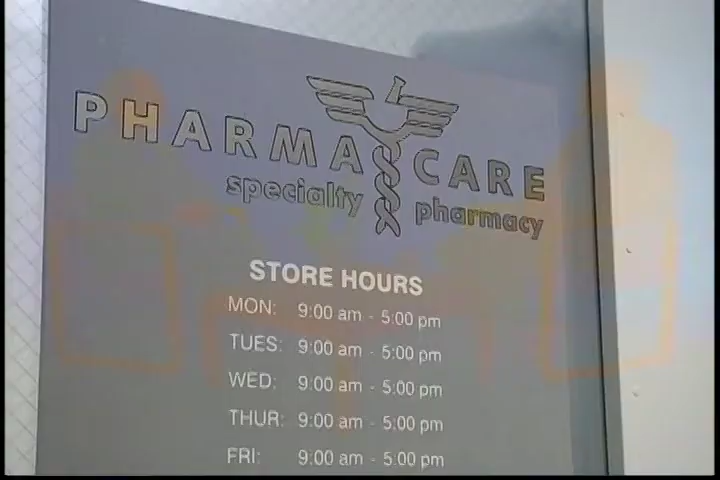 PHARMACARE
specialty pharmacy
STORE HOURS
MON: 9:00 am - 5:00 pm
TUES: 9:00 am - 5:00 pm
WED: 9:00 am - 5:00 pm
THUR: 9:00 am - 5:00 pm
FRI: 9:00 am - 5:00 pm